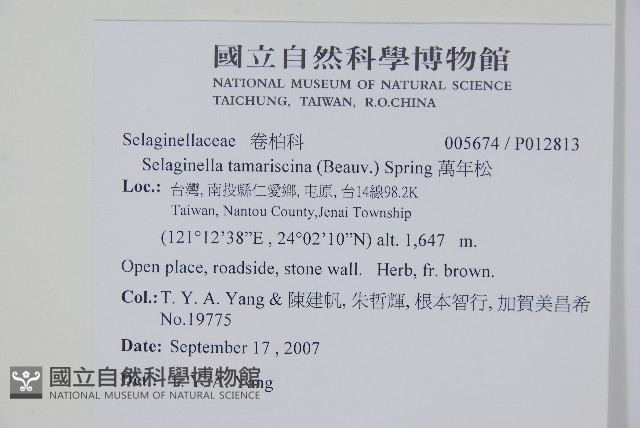 國立自然科學博物館
NATIONAL MUSEUM OF NATURAL SCIENCE
TAICHUNG, TAIWAN, R.O.CHINA
Selaginellaceae 卷柏科 005674 / P012813
Selaginella tamariscina (Beauv.) Spring 萬年松
Loc.: 台灣, 南投縣仁愛鄉, 屯原, 台14線98.2K
Taiwan, Nantou County,Jenai Township
(121°12'38"E , 24°02'10"N) alt. 1,647 m.
Open place, roadside, stone wall. Herb, fr. brown.
Col.: T. Y. A. Yang & 陳建帆, 朱哲輝, 根本智行, 加賀美昌希
No.19775
Date: September 17 , 2007
Yang
國立自然科學博物館
NATIONAL MUSEUM OF NATURAL SCIENCE